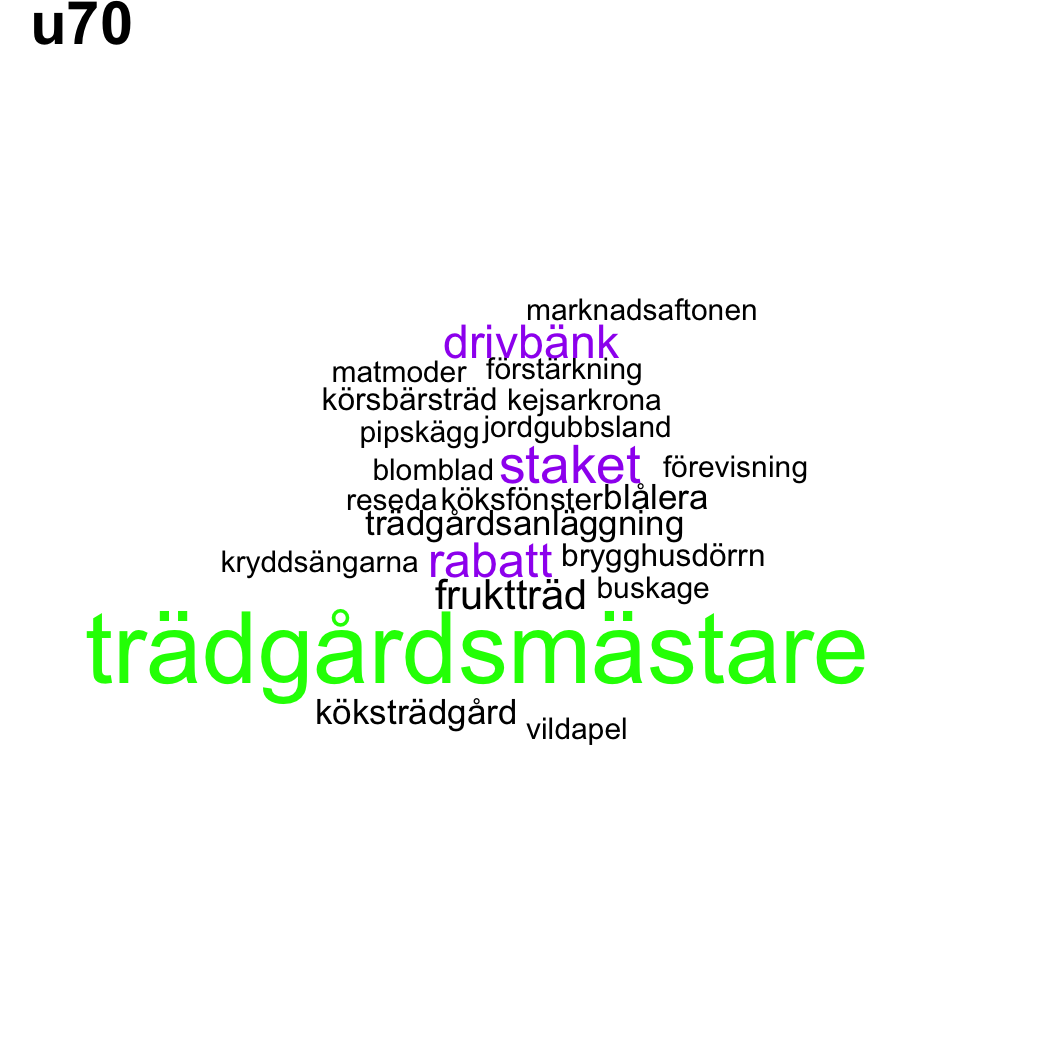 u70
marknadsaftonen
drivbänk
matmoder förstärkning
körsbärsträd kejsarkrona
pipskägg jordgubbsland
blomblad staket förevisning
reseda köksfönster blålera
trädgårdsanläggning
kryddsängarna rabatt brygghusdörrn
fruktträd buskage
trädgårdsmästare
köksträdgård vildapel